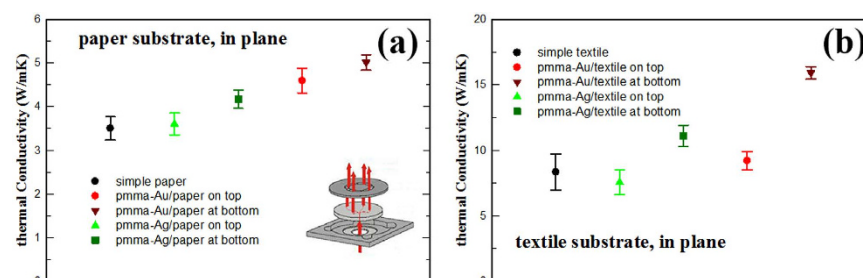 paper substrate, in plane
(a)
thermal Conductivity (W/mK)
6
5
4
3
2
1
simple paper
pmma-Au/paper on top
pmma-Au/paper at bottom
pmma-Ag/paper on top
pmma-Ag/paper at bottom
(b)
thermal Conductivity (W/mK)
20
15
10
5
simple textile
pmma-Au/textile on top
pmma-Au/textile at bottom
pmma-Ag/textile on top
pmma-Ag/textile at bottom
textile substrate, in plane